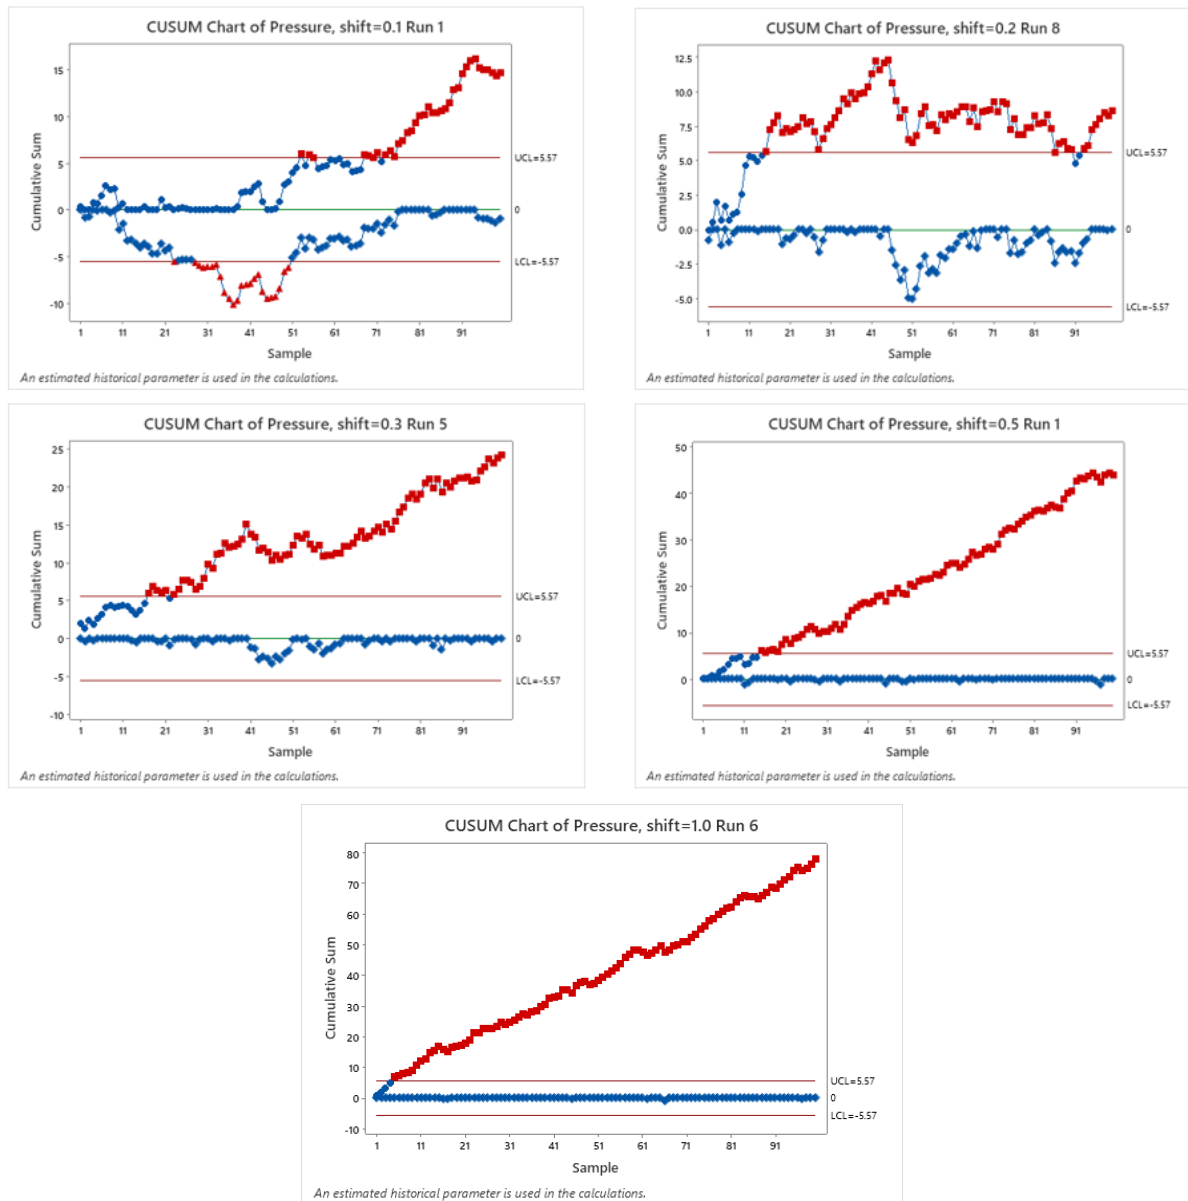 CUSUM Chart of Pressure, shift=0.1 Run 1
Cumulative Sum
15
10
5
0
-5
-10
UCL=5.57
0
LCL=-5.57
1 11 21 31 41 51 61 71 81 91
Sample
An estimated historical parameter is used in the calculations.
CUSUM Chart of Pressure, shift=0.2 Run 8
Cumulative Sum
12.5
10.0
7.5
5.0
2.5
0.0
-2.5
-5.0
UCL=5.57
0
LCL=-5.57
1 11 21 31 41 51 61 71 81 91
Sample
An estimated historical parameter is used in the calculations.
CUSUM Chart of Pressure, shift=0.3 Run 5
Cumulative Sum
25
20
15
10
5
0
-5
-10
UCL=5.57
0
LCL=-5.57
1 11 21 31 41 51 61 71 81 91
Sample
An estimated historical parameter is used in the calculations.
CUSUM Chart of Pressure, shift=0.5 Run 1
Cumulative Sum
50
40
30
20
10
0
UCL=5.57
0
LCL=-5.57
1 11 21 31 41 51 61 71 81 91
Sample
An estimated historical parameter is used in the calculations.
CUSUM Chart of Pressure, shift=1.0 Run 6
Cumulative Sum
80
70
60
50
40
30
20
10
0
-10
UCL=5.57
0
LCL=-5.57
1 11 21 31 41 51 61 71 81 91
Sample
An estimated historical parameter is used in the calculations.